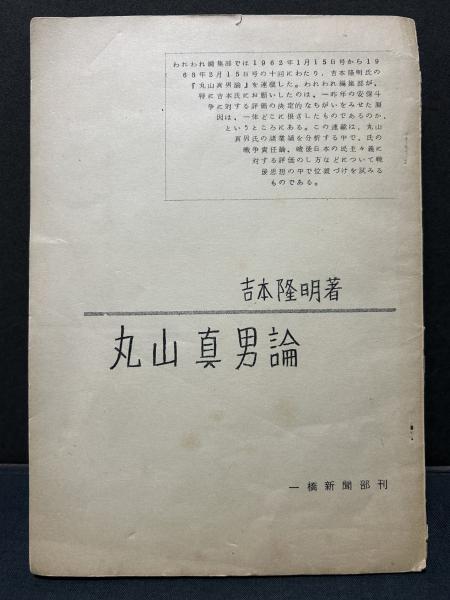 われわれ編集部では1962年1月15日号から19
63年2月15日号の十回にわたり、吉本隆明氏の
『丸山真男論』を連載した。われわれ編集部が、
特に吉本氏にお願いしたのは、一昨年の安保斗
争に対する評価の決定的なちがいをみせた原
因は、一体どこに根ざしたものであるのか、
というところにある。この連載は、丸山
真男氏の諸業績を分析する中で、氏の
戦争責任論、戦後日本の民主々義に
対する評価のし方などについて戦
後思想の中で位置づけを試みる
ものである。
吉本隆明著
丸山真男論
一橋新聞部刊